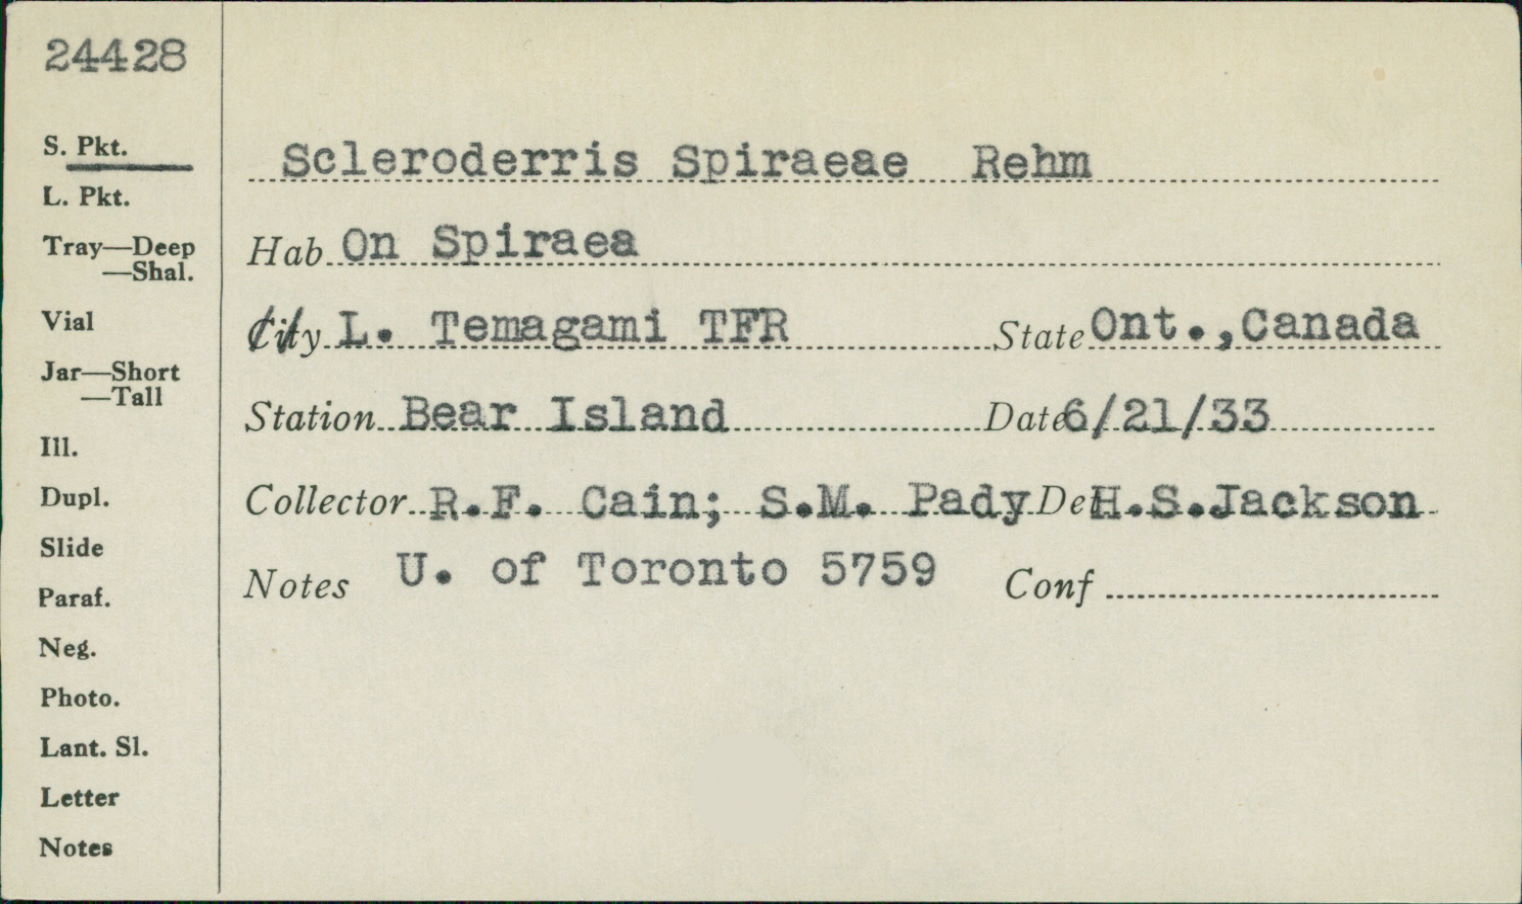 24428
S. Pkt.
L. Pkt.
Tray—Deep
—Shal.
Vial
Jar—Short
—Tall
Ill.
Dupl.
Slide
Paraf.
Neg.
Photo.
Lant. Sl.
Letter
Notes
Scleroderris Spiraeae Rehm
Hab On Spiraea
City L. Temagami TFR State Ont., Canada
Station Bear Island Date 6/21/33
Collector R.F. Cain; S.M. Pady Det H.S.Jackson
Notes U. of Toronto 5759 Conf